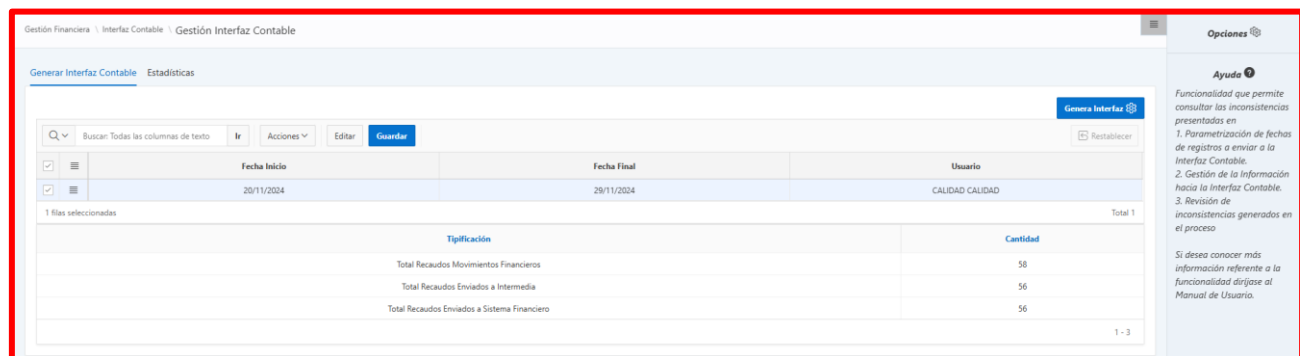 Gestión Financiera \ Interfaz Contable \ Gestión Interfaz Contable
Generar Interfaz Contable Estadísticas
Genera Interfaz
Buscar: Todas las columnas de texto Ir Acciones Editar Guardar Restablecer
Fecha Inicio Fecha Final Usuario
20/11/2024 29/11/2024 CALIDAD CALIDAD
1 filas seleccionadas Total 1
Tipificación Cantidad
Total Recaudos Movimientos Financieros 58
Total Recaudos Enviados a Intermedia 56
Total Recaudos Enviados a Sistema Financiero 56
1 - 3
Opciones
Ayuda
Funcionalidad que permite
consultar las inconsistencias
presentadas en
1. Parametrización de fechas
de registros a enviar a la
Interfaz Contable.
2. Gestión de la Información
hacia la Interfaz Contable.
3. Revisión de
inconsistencias generados en
el proceso
Si desea conocer más
información referente a la
funcionalidad diríjase al
Manual de Usuario.